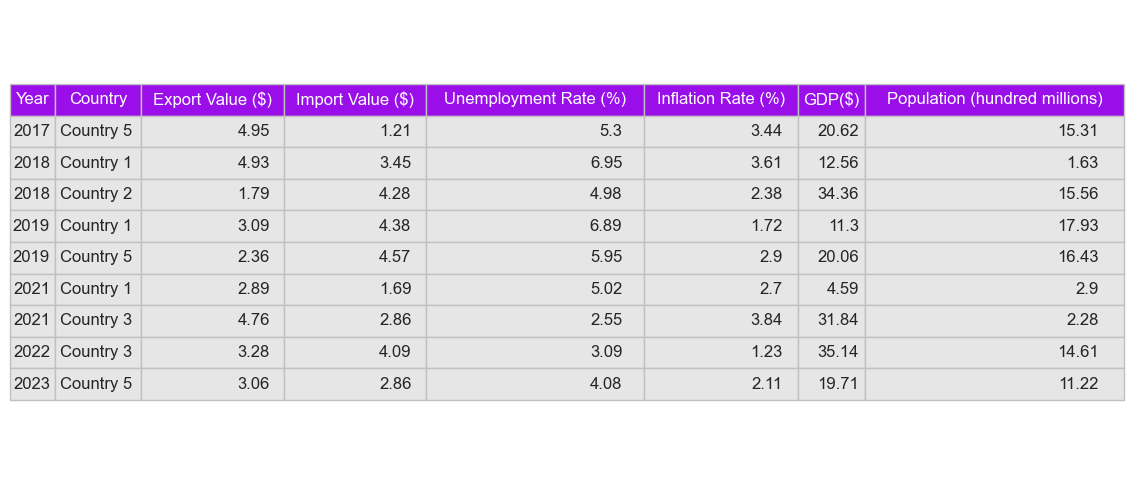 Year Country Export Value ($) Import Value ($) Unemployment Rate (%) Inflation Rate (%) GDP($) Population (hundred millions)
2017 Country 5 4.95 1.21 5.3 3.44 20.62 15.31
2018 Country 1 4.93 3.45 6.95 3.61 12.56 1.63
2018 Country 2 1.79 4.28 4.98 2.38 34.36 15.56
2019 Country 1 3.09 4.38 6.89 1.72 11.3 17.93
2019 Country 5 2.36 4.57 5.95 2.9 20.06 16.43
2021 Country 1 2.89 1.69 5.02 2.7 4.59 2.9
2021 Country 3 4.76 2.86 2.55 3.84 31.84 2.28
2022 Country 3 3.28 4.09 3.09 1.23 35.14 14.61
2023 Country 5 3.06 2.86 4.08 2.11 19.71 11.22